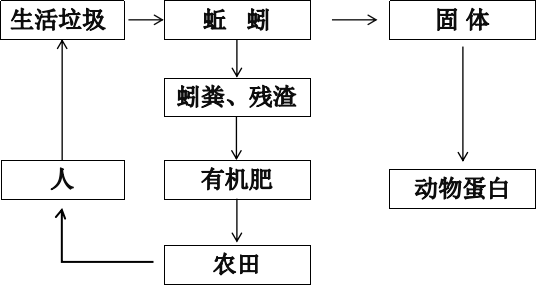 生活垃圾
蚯 蚓
固 体
蚓粪、残渣
人
有机肥
动物蛋白
农田